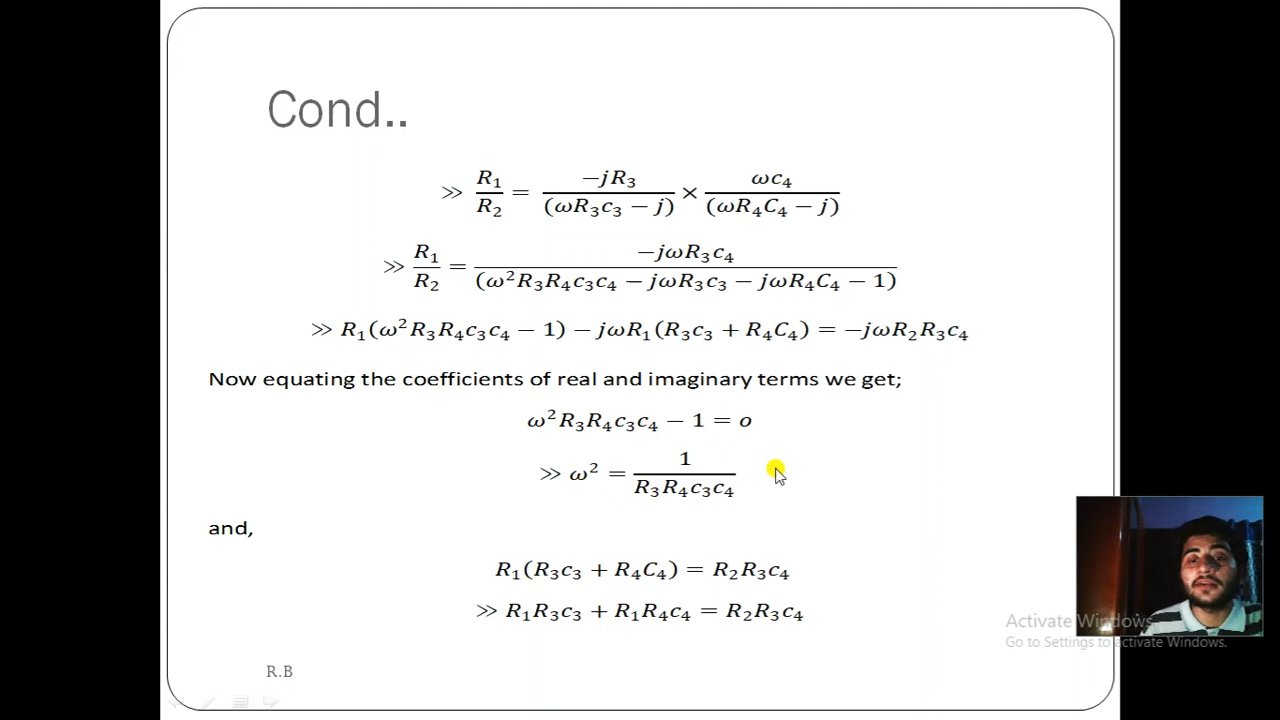 Cond..
≫ R₁/R₂ = −jR₃/(ωR₃c₃ − j) × ωc₄/(ωR₄C₄ − j)
≫ R₁/R₂ = −jωR₃c₄/(ω²R₃R₄c₃c₄ − jωR₃c₃ − jωR₄C₄ − 1)
≫ R₁(ω²R₃R₄c₃c₄ − 1) − jωR₁(R₃c₃ + R₄C₄) = −jωR₂R₃c₄
Now equating the coefficients of real and imaginary terms we get;
ω²R₃R₄c₃c₄ − 1 = o
≫ ω² = 1/R₃R₄c₃c₄
and,
R₁(R₃c₃ + R₄C₄) = R₂R₃c₄
≫ R₁R₃c₃ + R₁R₄c₄ = R₂R₃c₄
R.B
Activate Windows
Go to Settings to activate Windows.